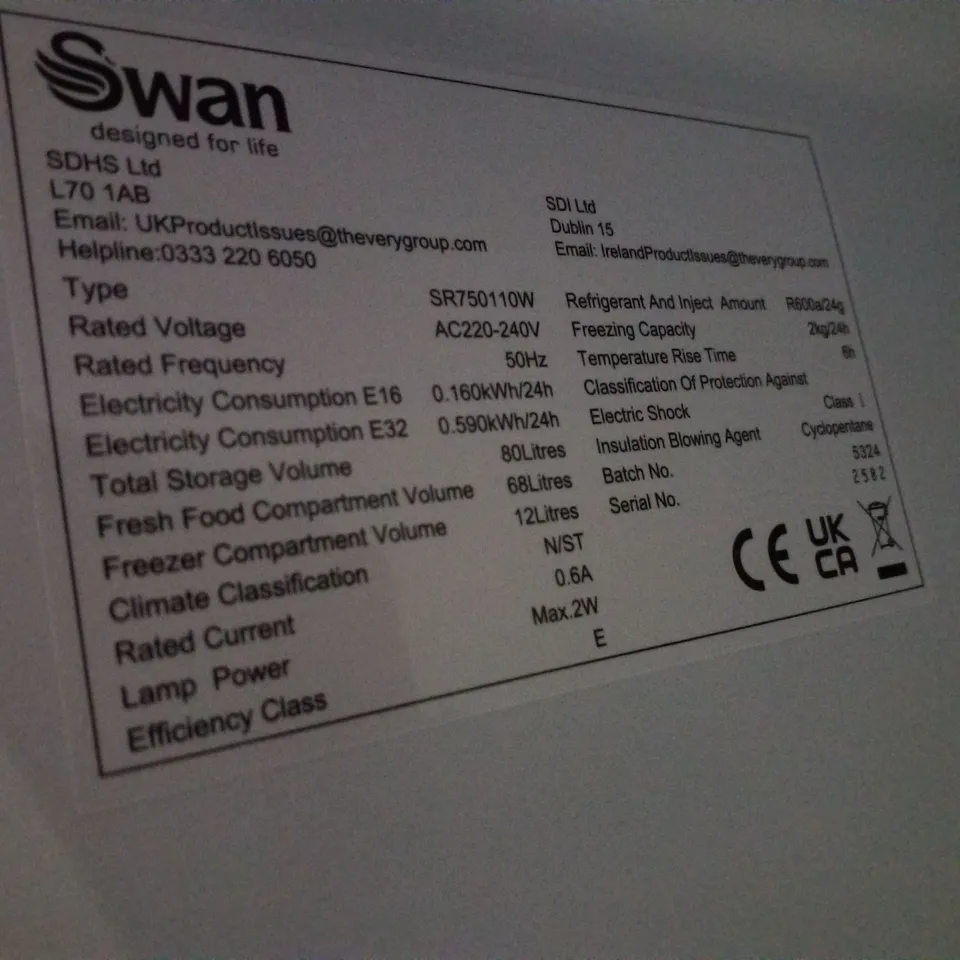 Swan
designed for life
SDHS Ltd
L70 1AB
Email: UKProductIssues@theverygroup.com
Helpline:0333 220 6050
SDI Ltd
Dublin 15
Email: IrelandProductIssues@theverygroup.com
Type SR750110W
Rated Voltage AC220-240V
Rated Frequency 50Hz
Electricity Consumption E16 0.160kWh/24h
Electricity Consumption E32 0.590kWh/24h
Total Storage Volume 80Litres
Fresh Food Compartment Volume 68Litres
Freezer Compartment Volume 12Litres
Climate Classification N/ST
Rated Current 0.6A
Lamp Power Max.2W
Efficiency Class E
Refrigerant And Inject Amount R600a/24g
Freezing Capacity 2kg/24h
Temperature Rise Time 6h
Classification Of Protection Against
Electric Shock Class I
Insulation Blowing Agent Cyclopentane
Batch No. 5324
Serial No. 2582
CE
UK
CA